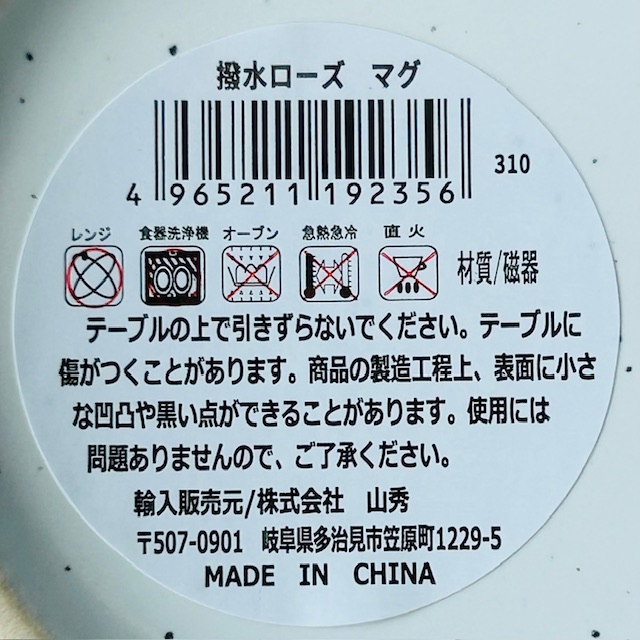 撥水ローズ マグ
4 965211 192356
310
レンジ 食器洗浄機 オーブン 急熱急冷 直火
材質/磁器
テーブルの上で引きずらないでください。テーブルに
傷がつくことがあります。商品の製造工程上、表面に小さ
な凹凸や黒い点ができることがあります。使用には
問題ありませんので、ご了承ください。
輸入販売元/株式会社 山秀
〒507-0901 岐阜県多治見市笠原町1229-5
MADE IN CHINA